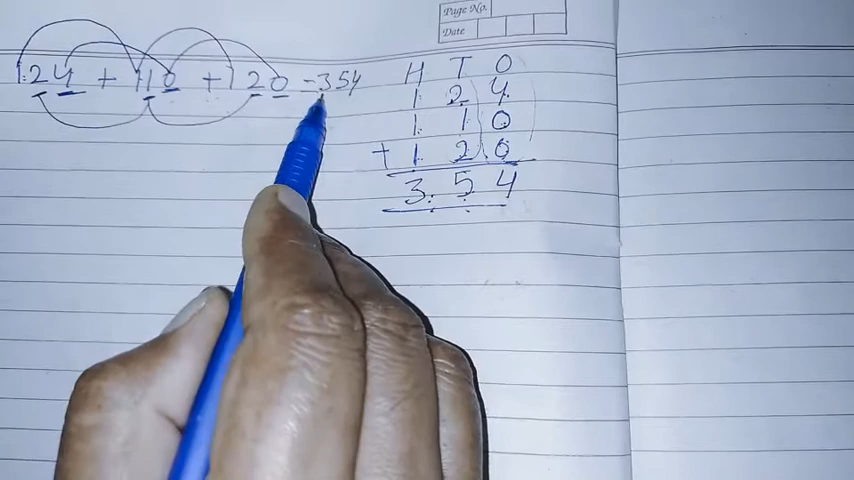 Page No.
Date
124 + 110 + 120 = 354
H T O
1 2 4
1 1 0
+ 1 2 0
3 5 4